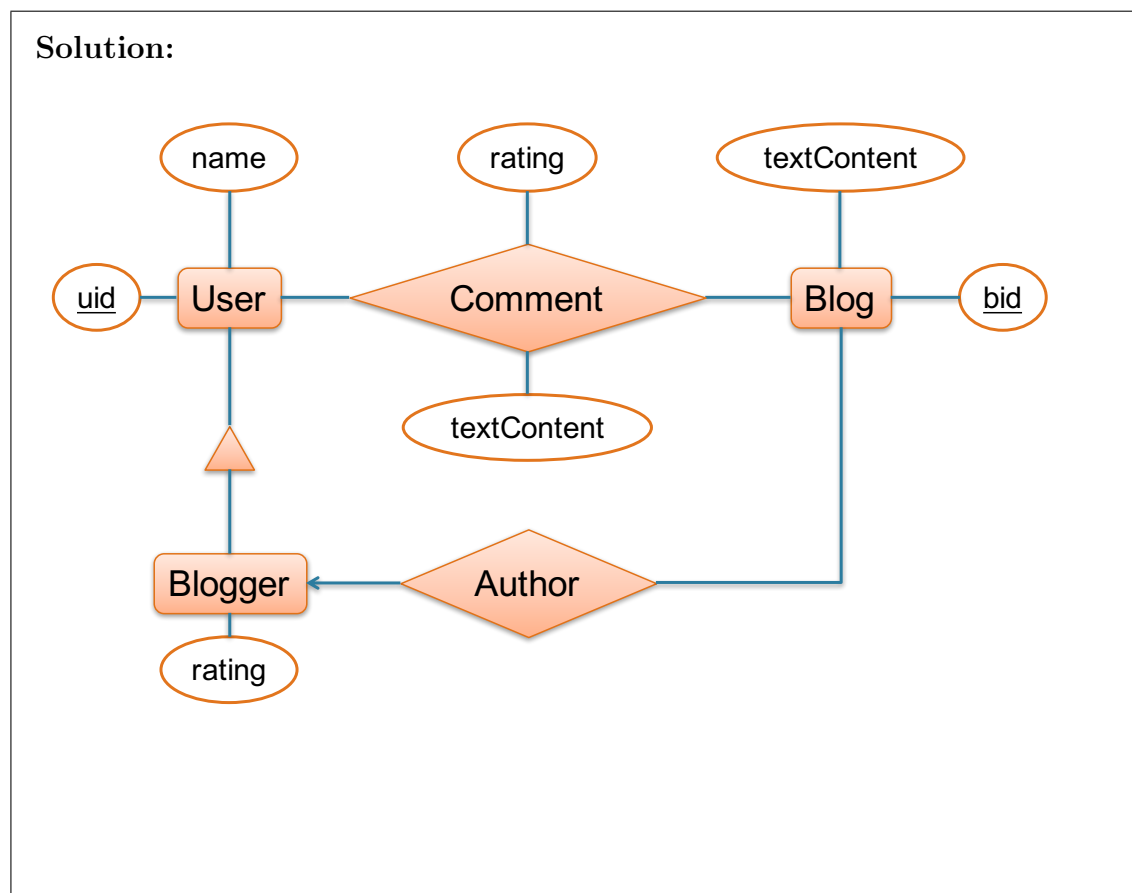 Solution:
name
rating
textContent
uid
User
Comment
Blog
bid
textContent
Blogger
Author
rating